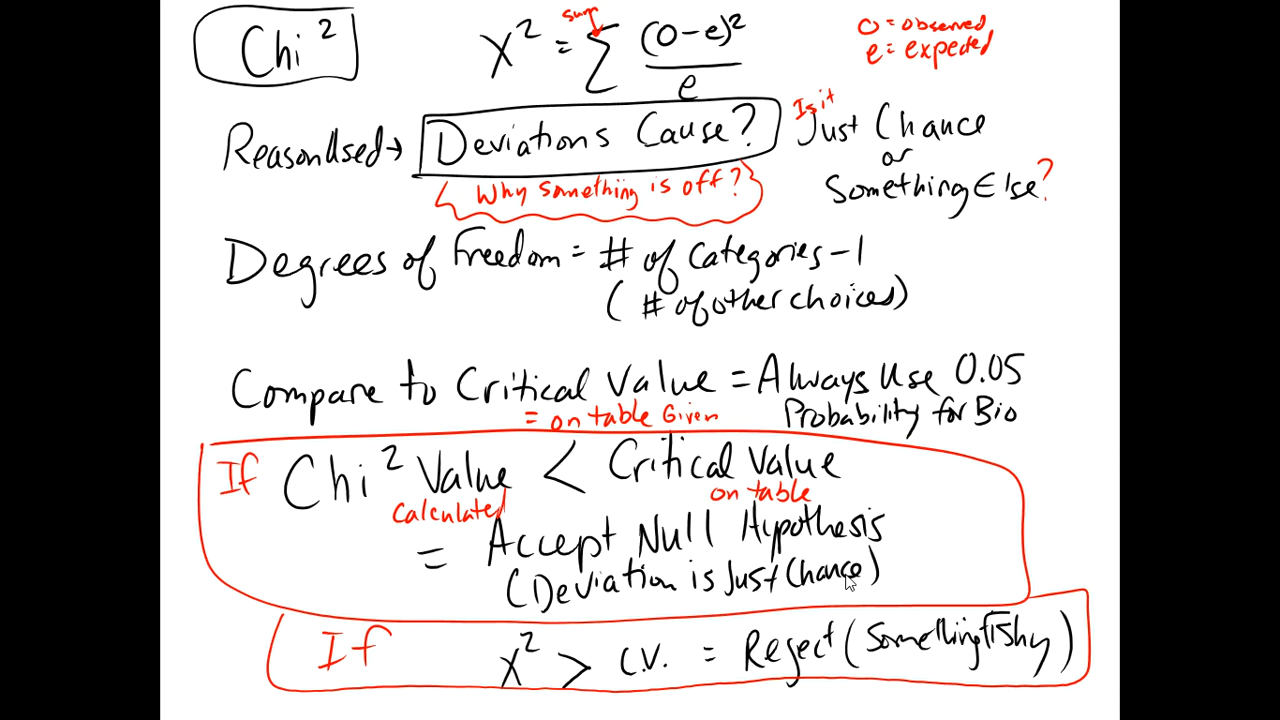 Chi² X² = Σ (o-e)²/e
sum
o = observed
e = expected
Reason Used → Deviations Cause? Is it Just Chance
or
Something Else?
(Why something is off?)
Degrees of Freedom = # of Categories - 1
(# of other choices)
Compare to Critical Value = Always Use 0.05
= on table Given Probability for Bio
If Chi² Value < Critical Value
Calculated on table
= Accept Null Hypothesis
(Deviation is Just Chance)
If X² > C.V. = Reject (Something Fishy)